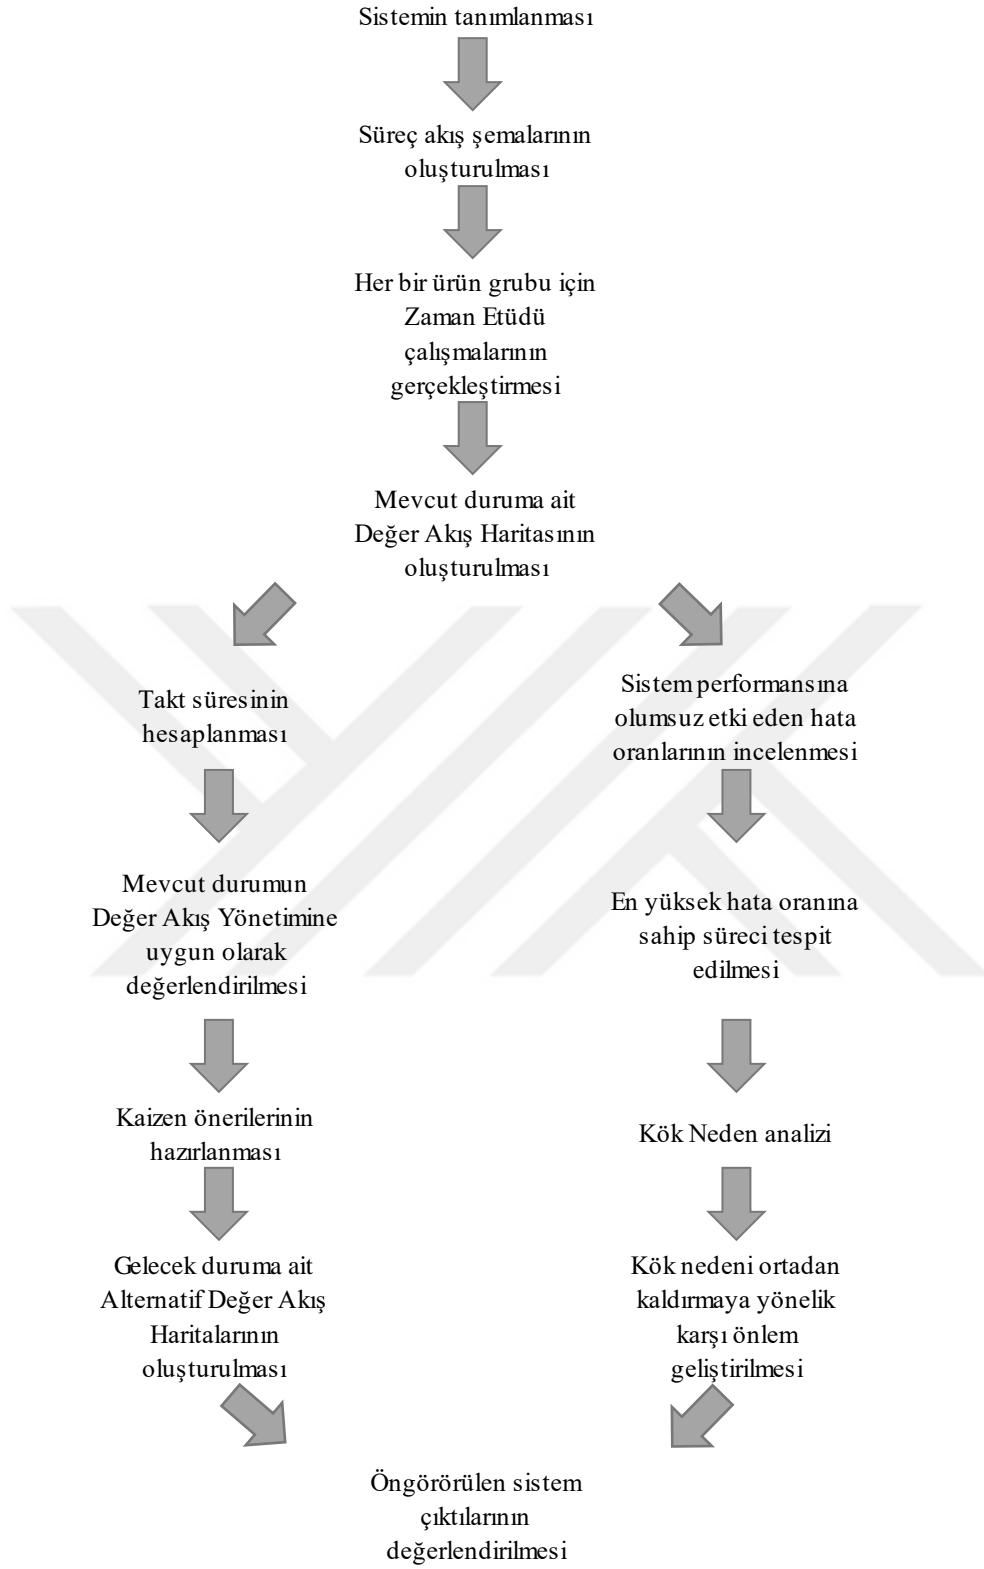 Sistemin tanımlanması
Süreç akış şemalarının
oluşturulması
Her bir ürün grubu için
Zaman Etüdü
çalışmalarının
gerçekleştirmesi
Mevcut duruma ait
Değer Akış Haritasının
oluşturulması
Takt süresinin
hesaplanması
Mevcut durumun
Değer Akış Yönetimine
uygun olarak
değerlendirilmesi
Kaizen önerilerinin
hazırlanması
Gelecek duruma ait
Alternatif Değer Akış
Haritalarının
oluşturulması
Sistem performansına
olumsuz etki eden hata
oranlarının incelenmesi
En yüksek hata oranına
sahip süreci tespit
edilmesi
Kök Neden analizi
Kök nedeni ortadan
kaldırmaya yönelik
karşı önlem
geliştirilmesi
Öngörörülen sistem
çıktılarının
değerlendirilmesi